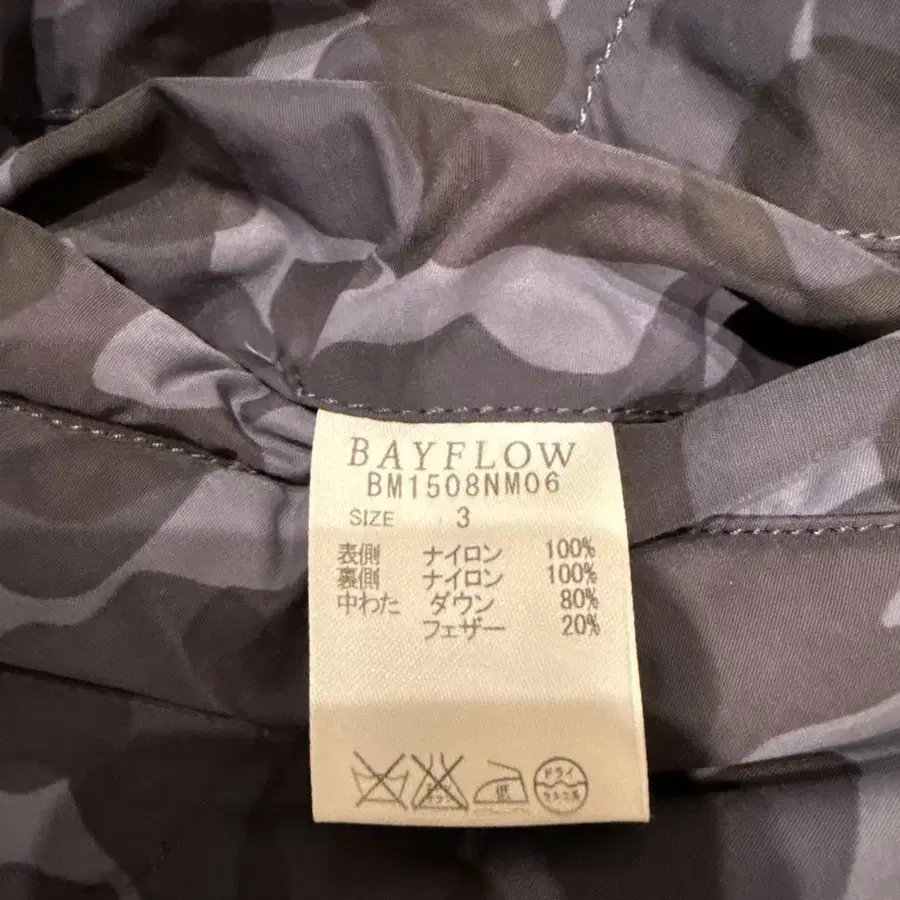 BAYFLOW
BM1508NM06
SIZE 3
表側 ナイロン 100%
裏側 ナイロン 100%
中わた ダウン 80%
フェザー 20%
低
ドライ